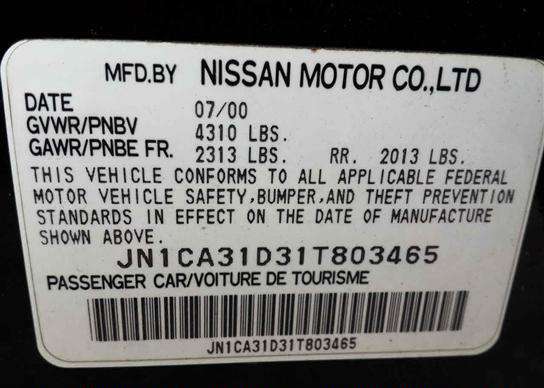 MFD.BY NISSAN MOTOR CO.,LTD
DATE 07/00
GVWR/PNBV 4310 LBS.
GAWR/PNBE FR. 2313 LBS. RR. 2013 LBS.
THIS VEHICLE CONFORMS TO ALL APPLICABLE FEDERAL
MOTOR VEHICLE SAFETY,BUMPER,AND THEFT PREVENTION
STANDARDS IN EFFECT ON THE DATE OF MANUFACTURE
SHOWN ABOVE.
JN1CA31D31T803465
PASSENGER CAR/VOITURE DE TOURISME
JN1CA31D31T803465